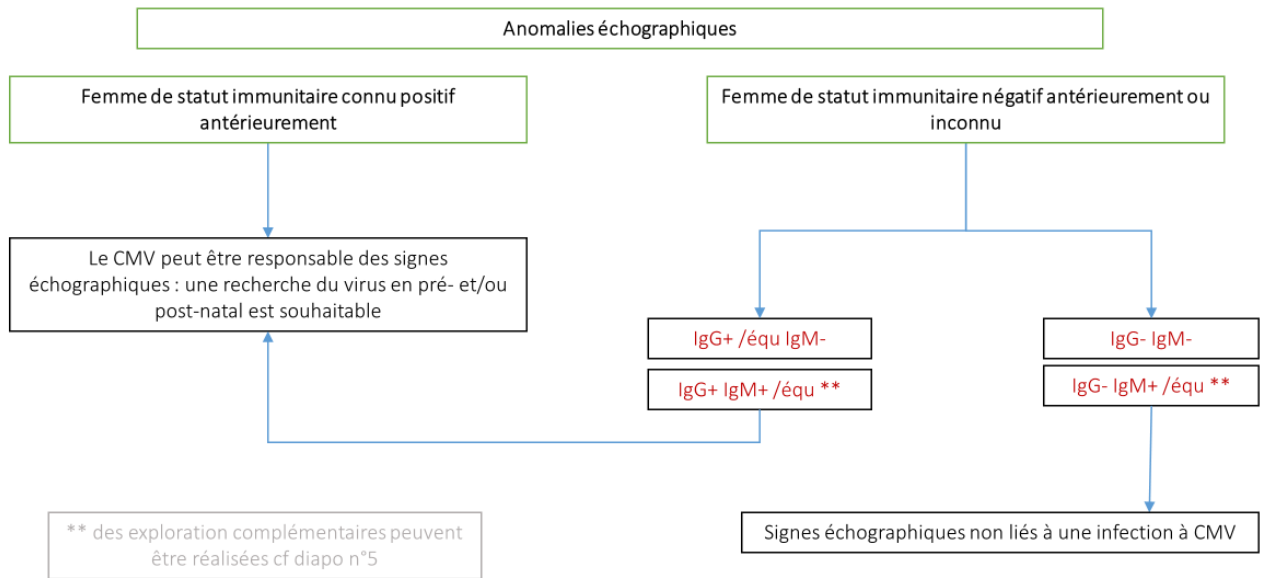 Anomalies échographiques
Femme de statut immunitaire connu positif
antérieurement
Femme de statut immunitaire négatif antérieurement ou
inconnu
Le CMV peut être responsable des signes
échographiques : une recherche du virus en pré- et/ou
post-natal est souhaitable
IgG+ /équ IgM-
IgG- IgM-
IgG+ IgM+ /équ **
IgG- IgM+ /équ **
** des exploration complémentaires peuvent
être réalisées cf diapo n°5
Signes échographiques non liés à une infection à CMV